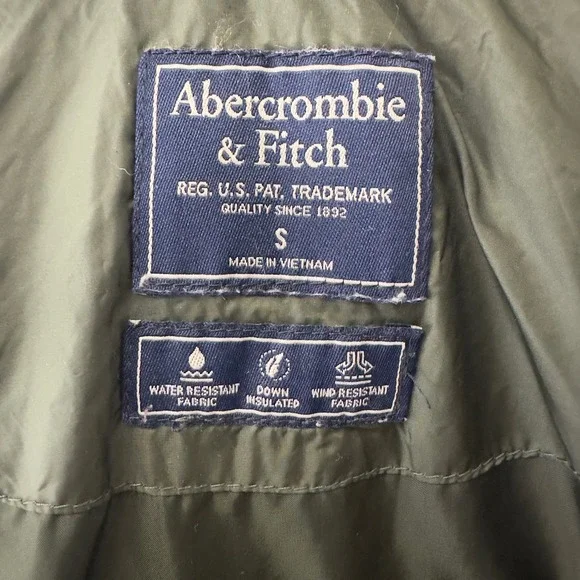 Abercrombie
& Fitch
REG. U.S. PAT. TRADEMARK
QUALITY SINCE 1892
S
MADE IN VIETNAM
WATER RESISTANT
FABRIC
DOWN
INSULATED
WIND RESISTANT
FABRIC